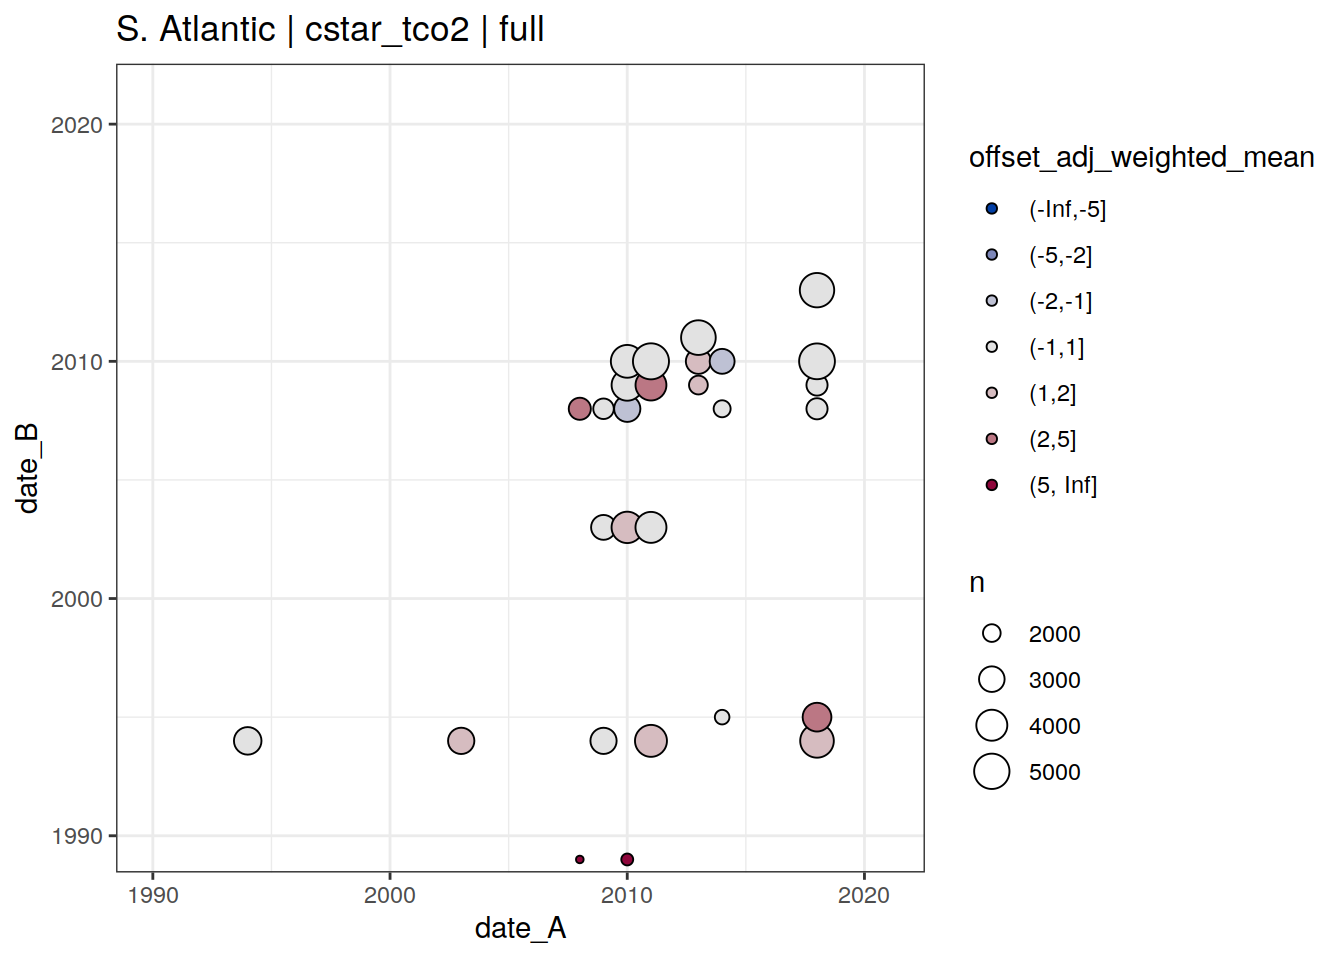 S. Atlantic | cstar_tco2 | full
date_B
2020
2010
2000
1990
1990
2000
2010
2020
date_A
offset_adj_weighted_mean
(-Inf,-5]
(-5,-2]
(-2,-1]
(-1,1]
(1,2]
(2,5]
(5, Inf]
n
2000
3000
4000
5000